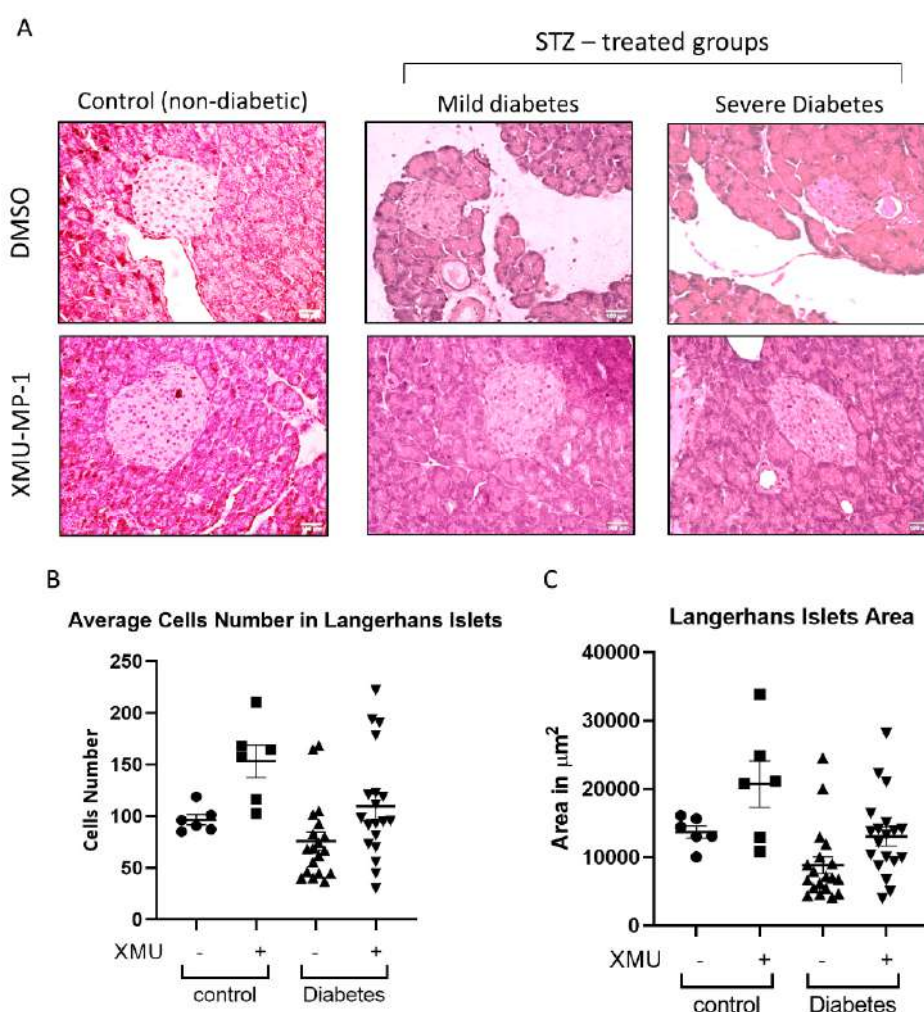 A
STZ – treated groups
Control (non-diabetic)
Mild diabetes
Severe Diabetes
DMSO
XMU-MP-1
B
Average Cells Number in Langerhans Islets
Cells Number
250
200
150
100
50
0
XMU - + - +
control Diabetes
C
Langerhans Islets Area
Area in µm²
40000
30000
20000
10000
0
XMU - + - +
control Diabetes